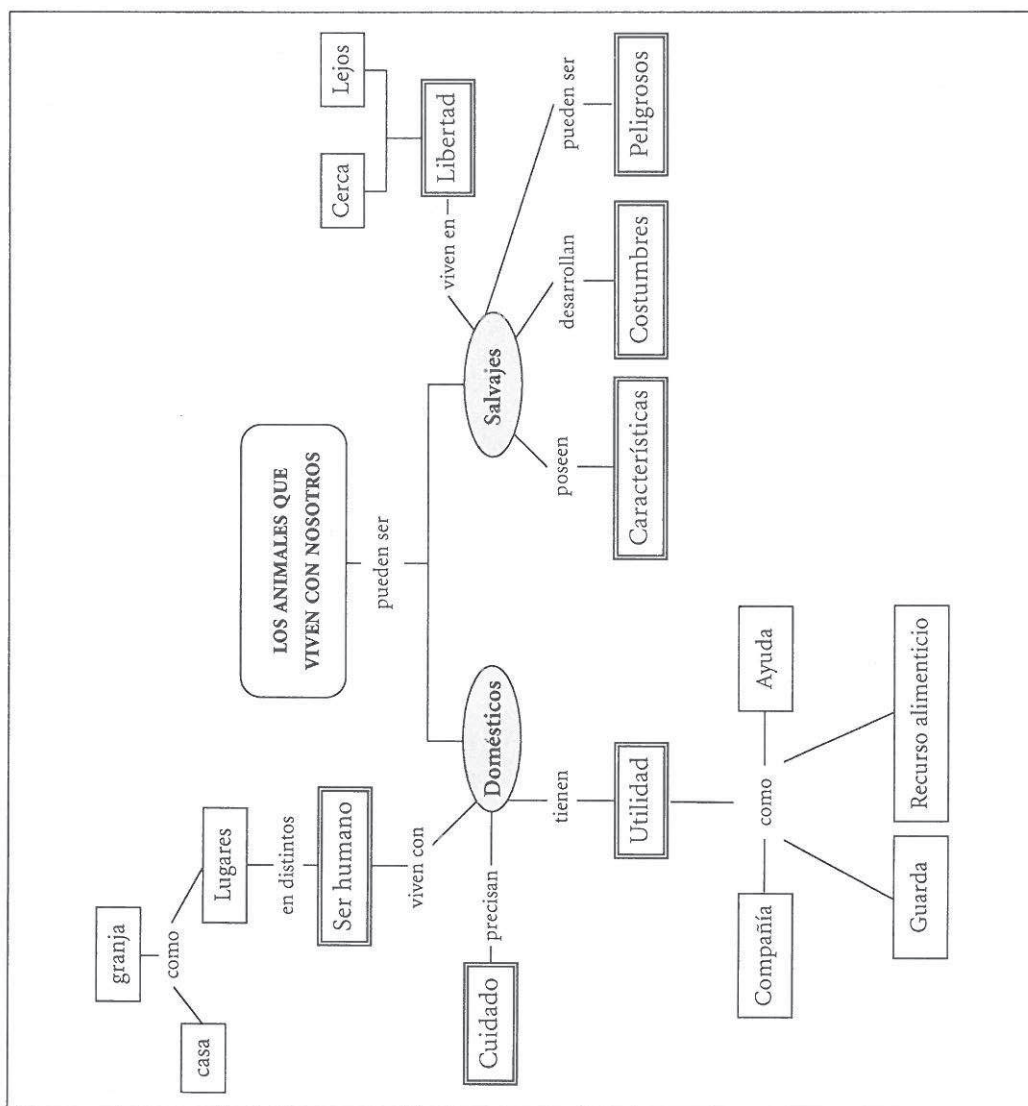 LOS ANIMALES QUE
VIVEN CON NOSOTROS
pueden ser
Domésticos
viven con
Ser humano
en distintos
Lugares
como
granja
casa
precisan
Cuidado
tienen
Utilidad
como
Compañía
Ayuda
Guarda
Recurso alimenticio
Salvajes
viven en
Libertad
Cerca
Lejos
poseen
Características
desarrollan
Costumbres
pueden ser
Peligrosos